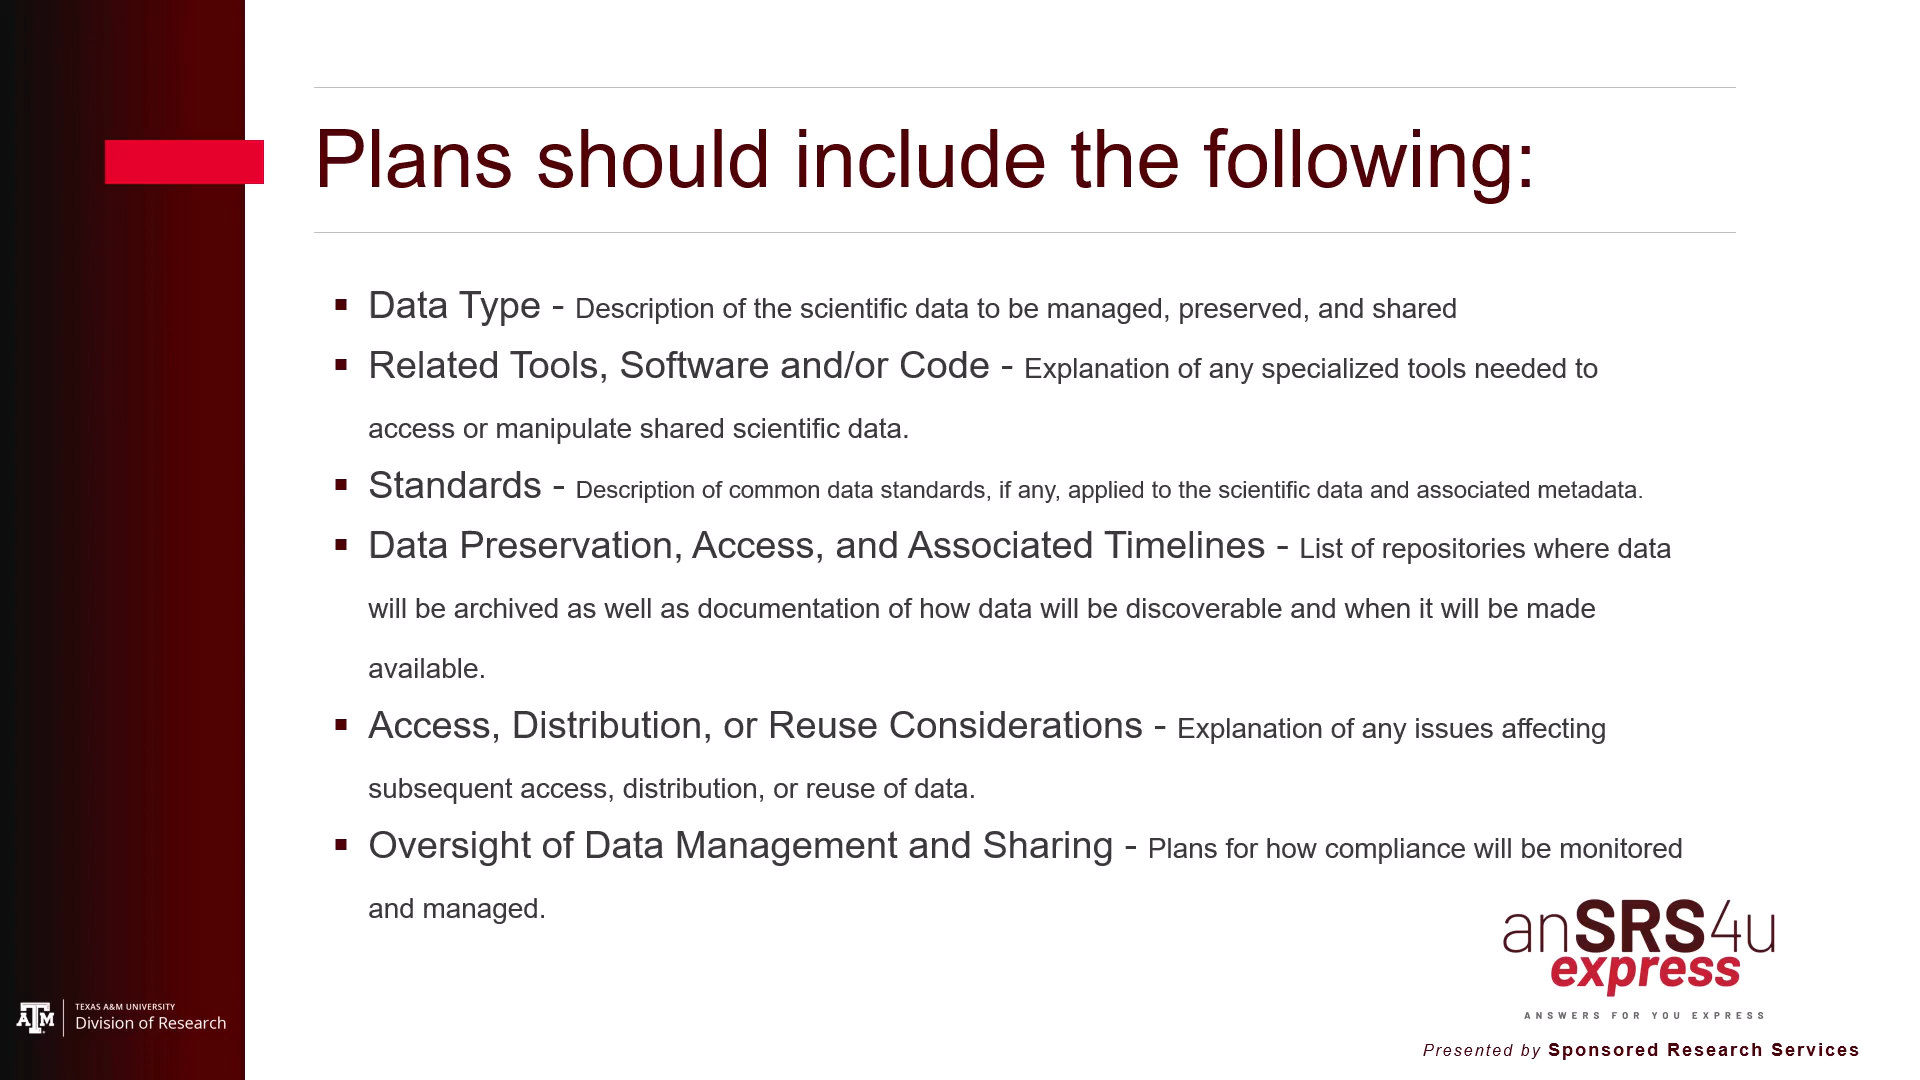 Plans should include the following:
▪ Data Type - Description of the scientific data to be managed, preserved, and shared
▪ Related Tools, Software and/or Code - Explanation of any specialized tools needed to
access or manipulate shared scientific data.
▪ Standards - Description of common data standards, if any, applied to the scientific data and associated metadata.
▪ Data Preservation, Access, and Associated Timelines - List of repositories where data
will be archived as well as documentation of how data will be discoverable and when it will be made
available.
▪ Access, Distribution, or Reuse Considerations - Explanation of any issues affecting
subsequent access, distribution, or reuse of data.
▪ Oversight of Data Management and Sharing - Plans for how compliance will be monitored
and managed.
anSRS4u
express
ANSWERS FOR YOU EXPRESS
Presented by Sponsored Research Services
ATM
TEXAS A&M UNIVERSITY
Division of Research